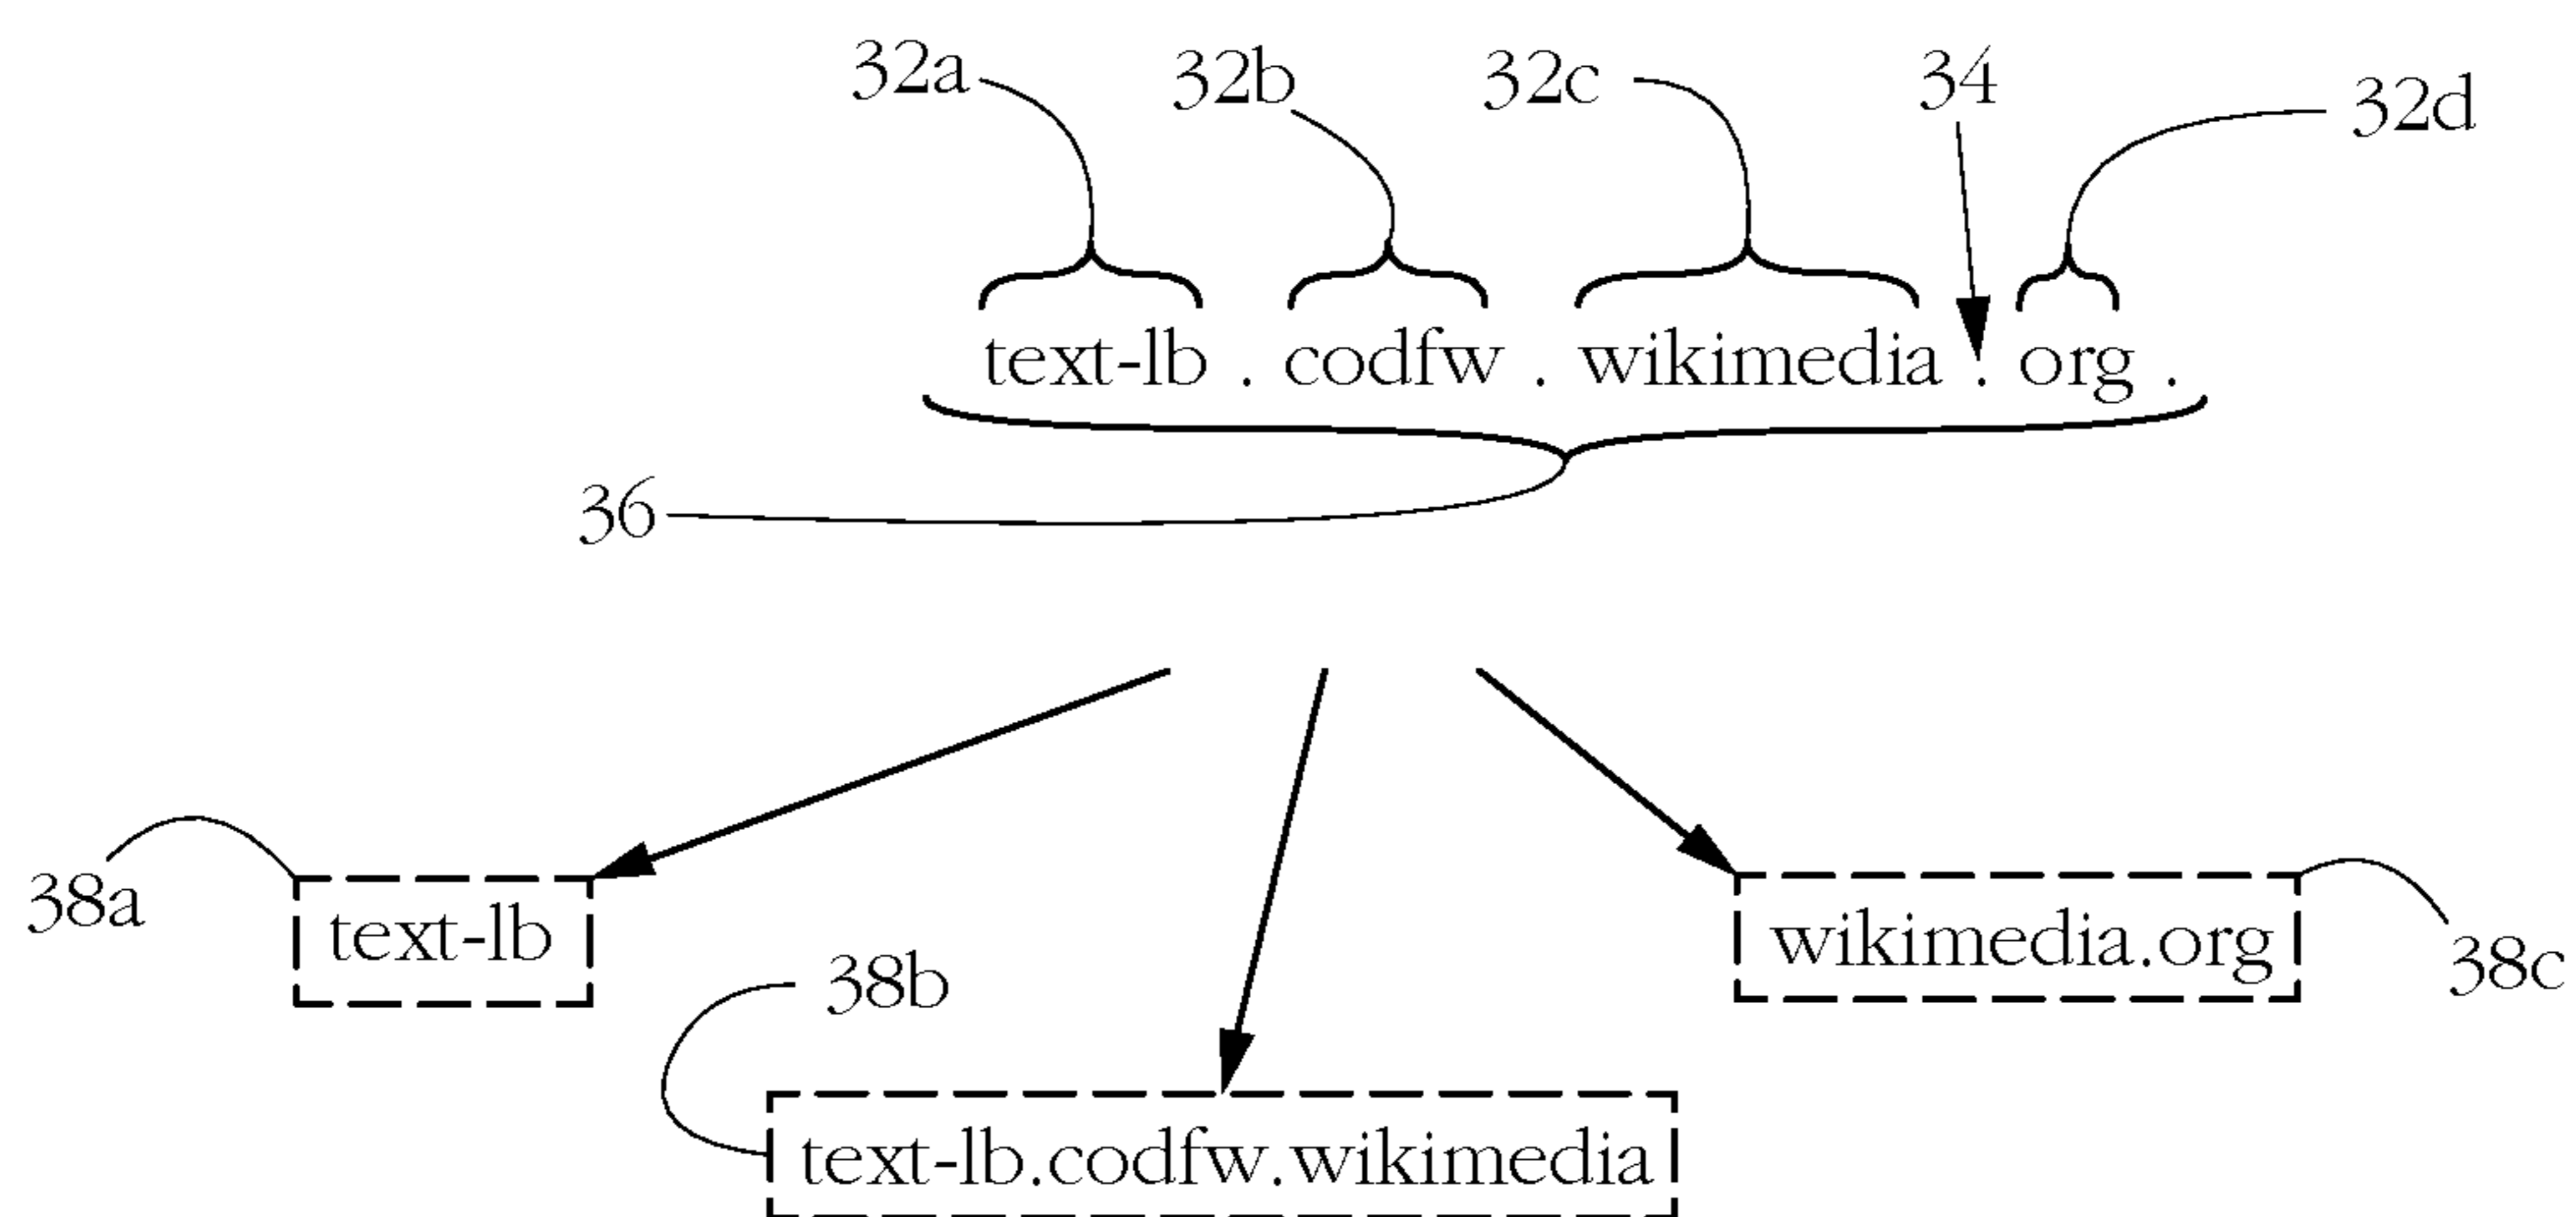 32a 32b 32c 34 32d
text-lb . codfw . wikimedia . org .
36
38a text-lb wikimedia.org 38c
38b
text-lb.codfw.wikimedia